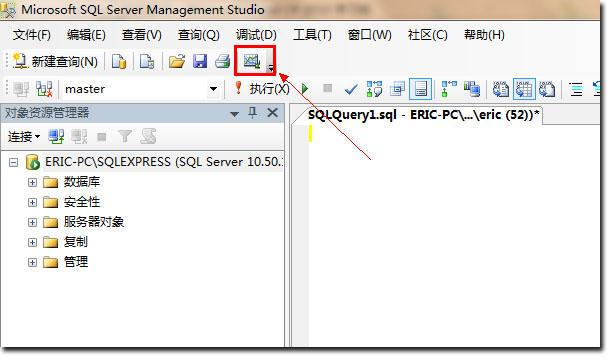 Microsoft SQL Server Management Studio
文件(F) 编辑(E) 查看(V) 查询(Q) 调试(D) 工具(T) 窗口(W) 社区(C) 帮助(H)
新建查询(N)
master 执行(X)
对象资源管理器
SQLQuery1.sql - ERIC-PC\...\eric (52))*
连接
ERIC-PC\SQLEXPRESS (SQL Server 10.50.
数据库
安全性
服务器对象
复制
管理